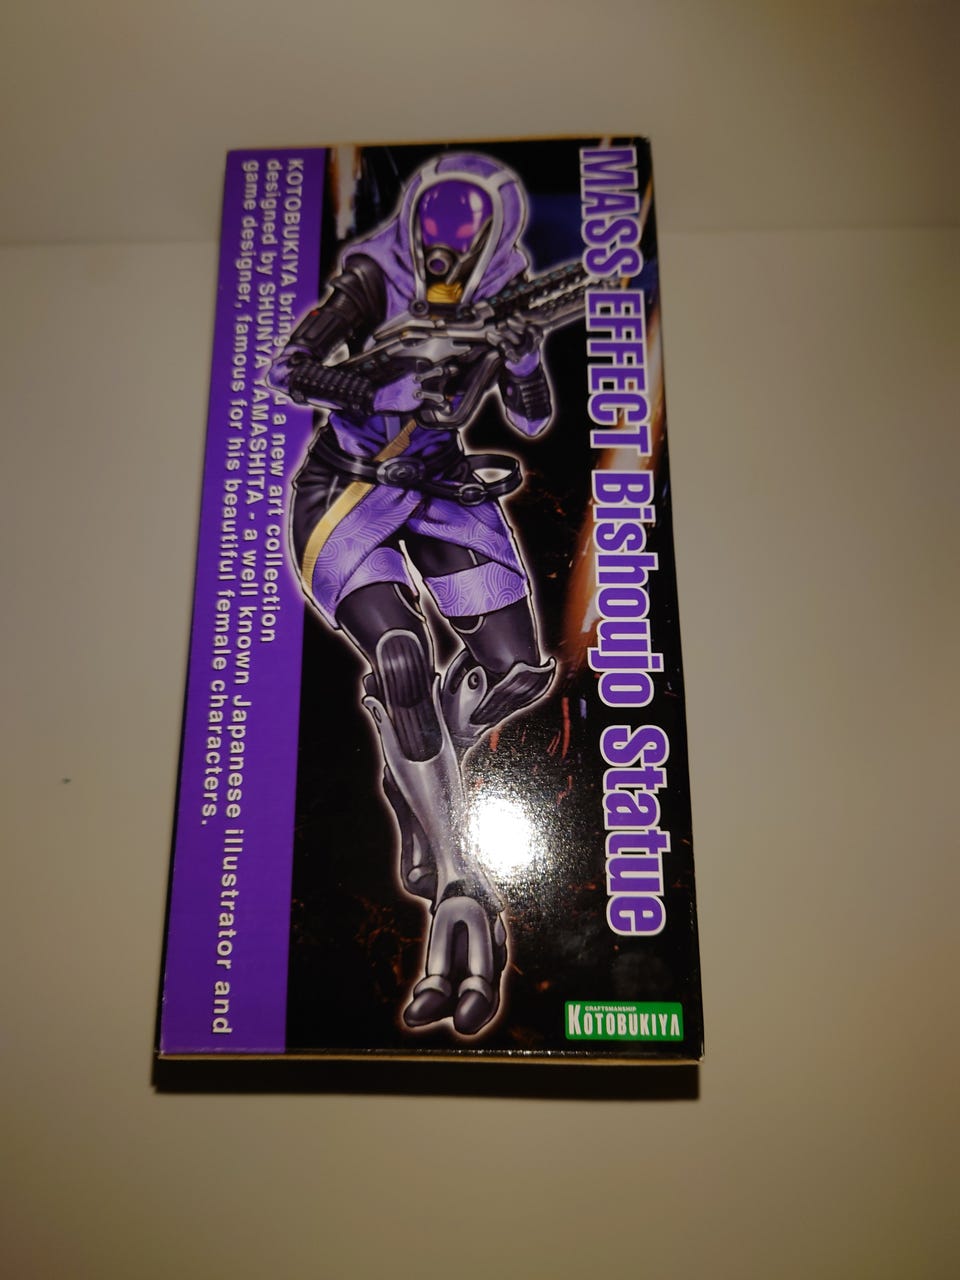 MASS EFFECT Bishoujo Statue
KOTOBUKIYA a new art collection
designed by SHUNYA YAMASHITA - a well known Japanese illustrator and
game designer, famous for his beautiful female characters.
CRAFTSMANSHIP
KOTOBUKIYA